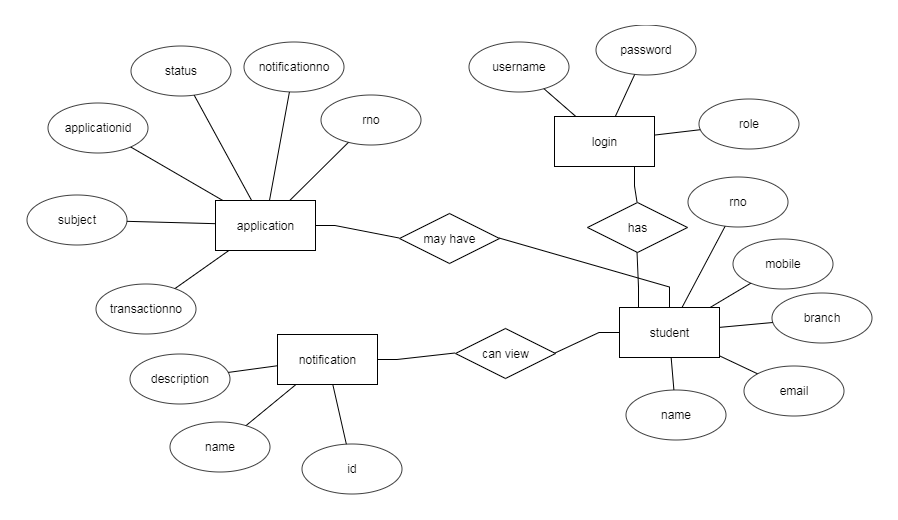 password
username
status
notificationno
rno
role
applicationid
login
rno
subject
application
has
may have
mobile
transactionno
branch
student
can view
notification
description
email
name
name
id